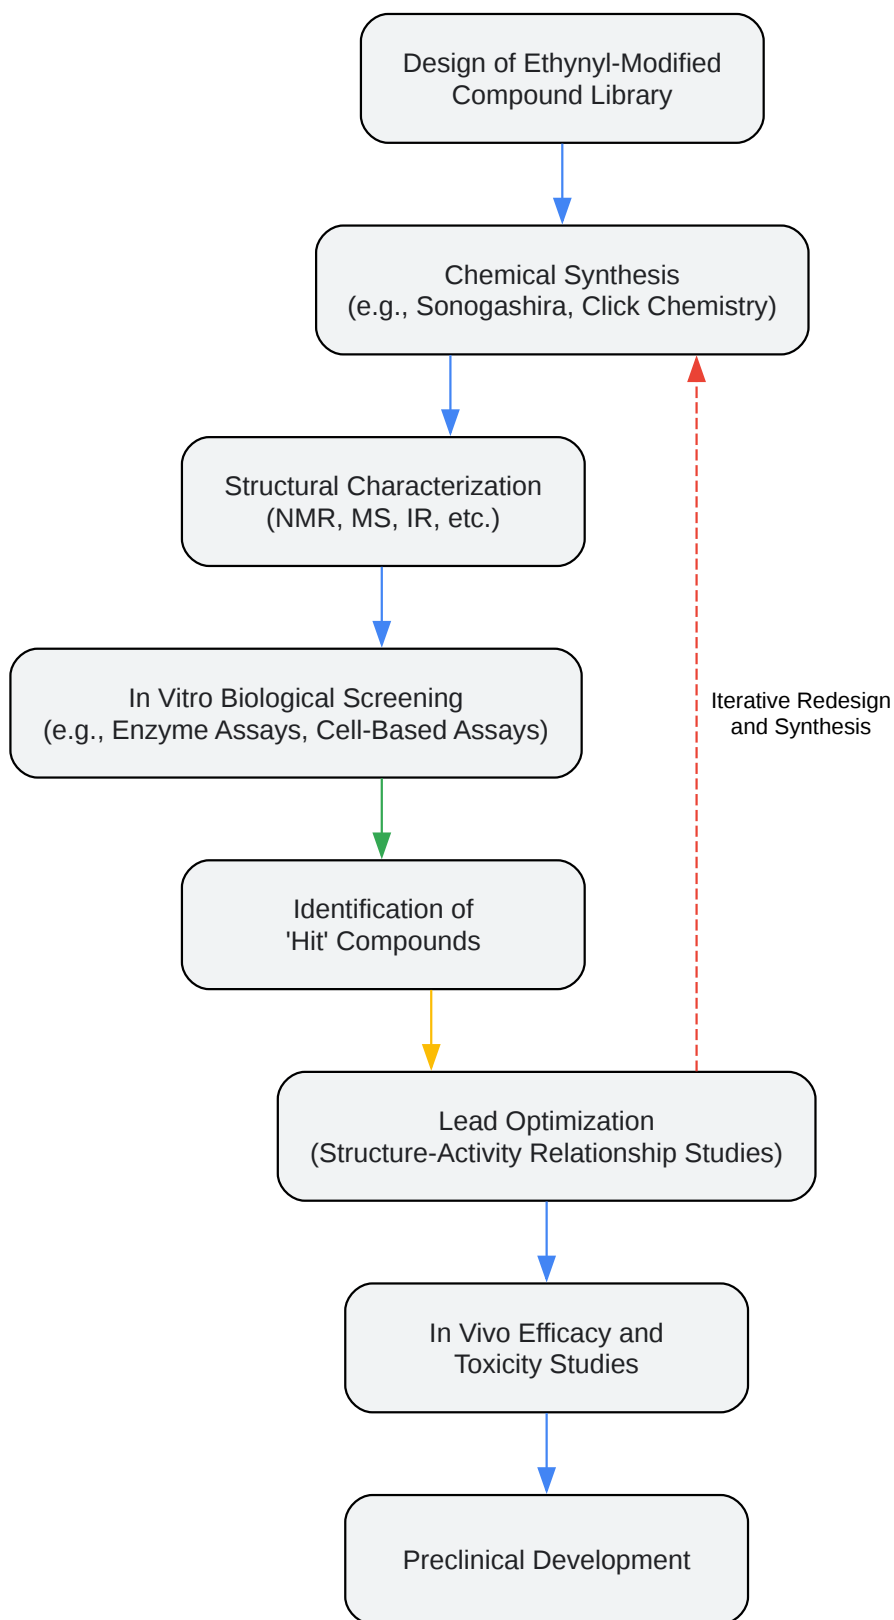 Design of Ethynyl-Modified
Compound Library
Chemical Synthesis
(e.g., Sonogashira, Click Chemistry)
Structural Characterization
(NMR, MS, IR, etc.)
In Vitro Biological Screening
(e.g., Enzyme Assays, Cell-Based Assays)
Iterative Redesign
and Synthesis
Identification of
'Hit' Compounds
Lead Optimization
(Structure-Activity Relationship Studies)
In Vivo Efficacy and
Toxicity Studies
Preclinical Development